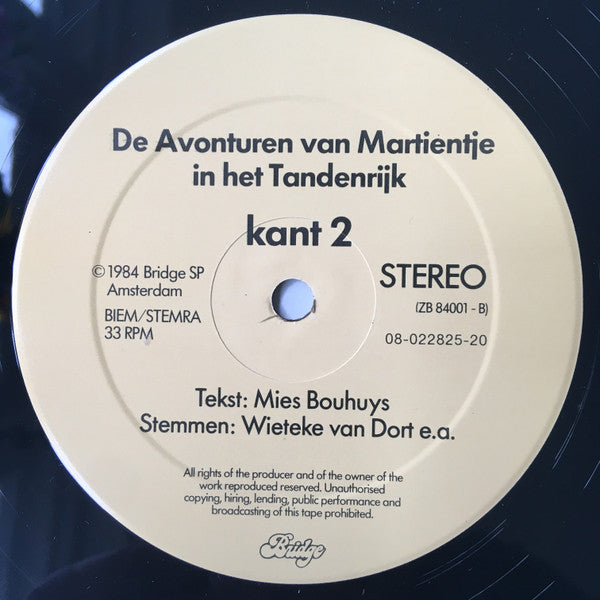 De Avonturen van Martientje
in het Tandenrijk
kant 2
© 1984 Bridge SP
Amsterdam
BIEM/STEMRA
33 RPM
STEREO
(ZB 84001 - B)
08-022825-20
Tekst: Mies Bouhuys
Stemmen: Wieteke van Dort e.a.
All rights of the producer and of the owner of the
work reproduced reserved. Unauthorised
copying, hiring, lending, public performance and
broadcasting of this tape prohibited.
Bridge